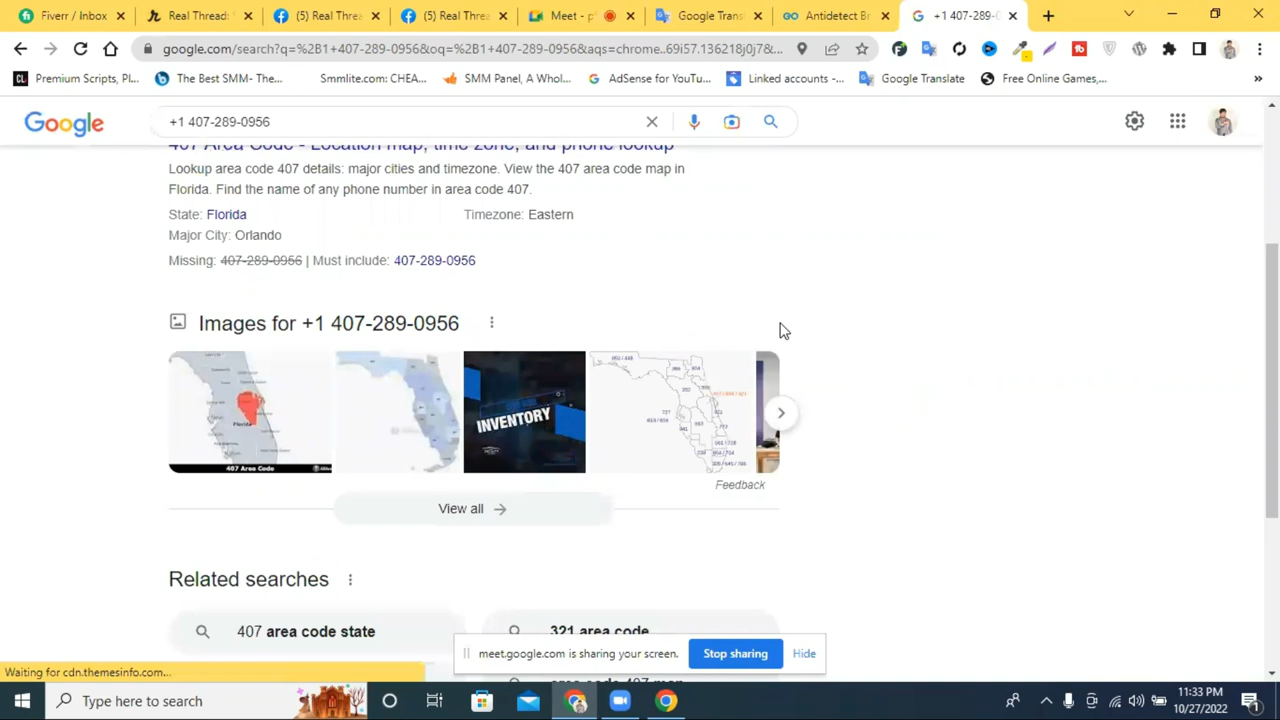 Fiverr / Inbox
Real Thread:
(5) Real Threa
(5) Real Threa
Meet - p
Google Transl
Antidetect Br
+1 407-289-0
google.com/search?q=%2B1+407-289-0956&oq=%2B1+407-289-0956&aqs=chrome..69i57.136218j0j7&...
Premium Scripts, Pl...
The Best SMM- The...
Smmlite.com: CHEA...
SMM Panel, A Whol...
AdSense for YouTu...
Linked accounts -...
Google Translate
Free Online Games,...
»
Google
+1 407-289-0956
407 Area Code - Location map, time zone, and phone lookup
Lookup area code 407 details: major cities and timezone. View the 407 area code map in
Florida. Find the name of any phone number in area code 407.
State: Florida
Timezone: Eastern
Major City: Orlando
Missing: 407-289-0956 | Must include: 407-289-0956
Images for +1 407-289-0956
Florida
407 Area Code
INVENTORY
Feedback
View all
Related searches
407 area code state
321 area code
meet.google.com is sharing your screen.
Stop sharing
Hide
Waiting for cdn.themesinfo.com...
Type here to search
11:33 PM
10/27/2022